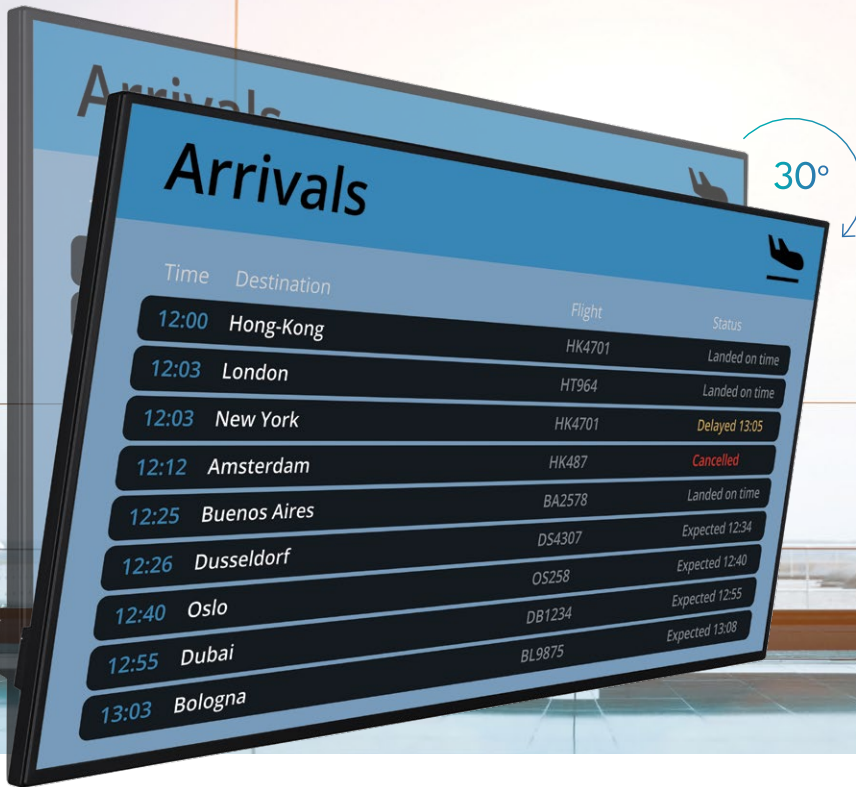 Arrivals
30º
Arrivals
Time Destination Flight Status
12:00 Hong-Kong HK4701 Landed on time
12:03 London HT964 Landed on time
12:03 New York HK4701 Delayed 13:05
12:12 Amsterdam HK487 Cancelled
12:25 Buenos Aires BA2578 Landed on time
12:26 Dusseldorf DS4307 Expected 12:34
12:40 Oslo OS258 Expected 12:40
12:55 Dubai DB1234 Expected 12:55
13:03 Bologna BL9875 Expected 13:08